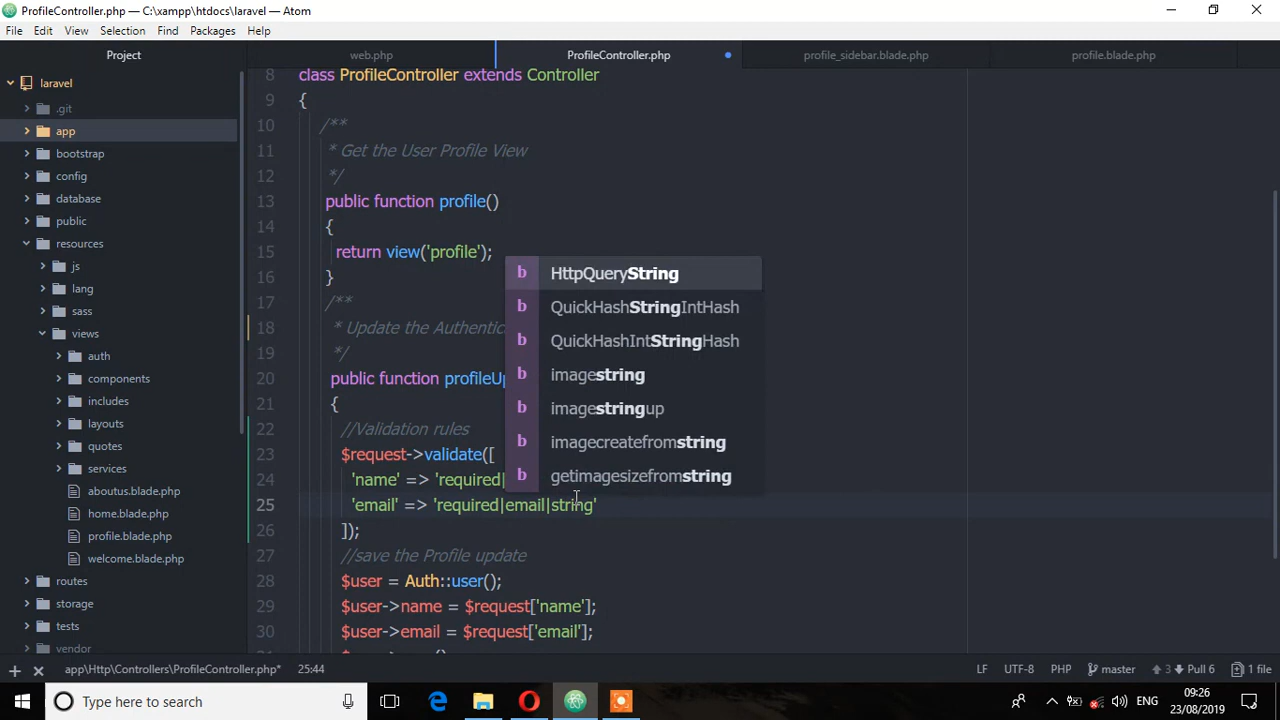 ProfileController.php — C:\xampp\htdocs\laravel — Atom
File Edit View Selection Find Packages Help
Project
web.php ProfileController.php profile_sidebar.blade.php profile.blade.php
laravel
.git
app
bootstrap
config
database
public
resources
js
lang
sass
views
auth
components
includes
layouts
quotes
services
aboutus.blade.php
home.blade.php
profile.blade.php
welcome.blade.php
routes
storage
tests
vendor
8 class ProfileController extends Controller
9 {
10 /**
11 * Get the User Profile View
12 */
13 public function profile()
14 {
15 return view('profile');
16 }
17 /**
18 * Update the Authentic
19 */
20 public function profileUp
21 {
22 //Validation rules
23 $request->validate([
24 'name' => 'required|
25 'email' => 'required|email|string'
26 ]);
27 //save the Profile update
28 $user = Auth::user();
29 $user->name = $request['name'];
30 $user->email = $request['email'];
b HttpQueryString
b QuickHashStringIntHash
b QuickHashIntStringHash
b imagestring
b imagestringup
b imagecreatefromstring
b getimagesizefromstring
app\Http\Controllers\ProfileController.php* 25:44 LF UTF-8 PHP master 3 Pull 6 1 file
Type here to search ENG 09:26
23/08/2019